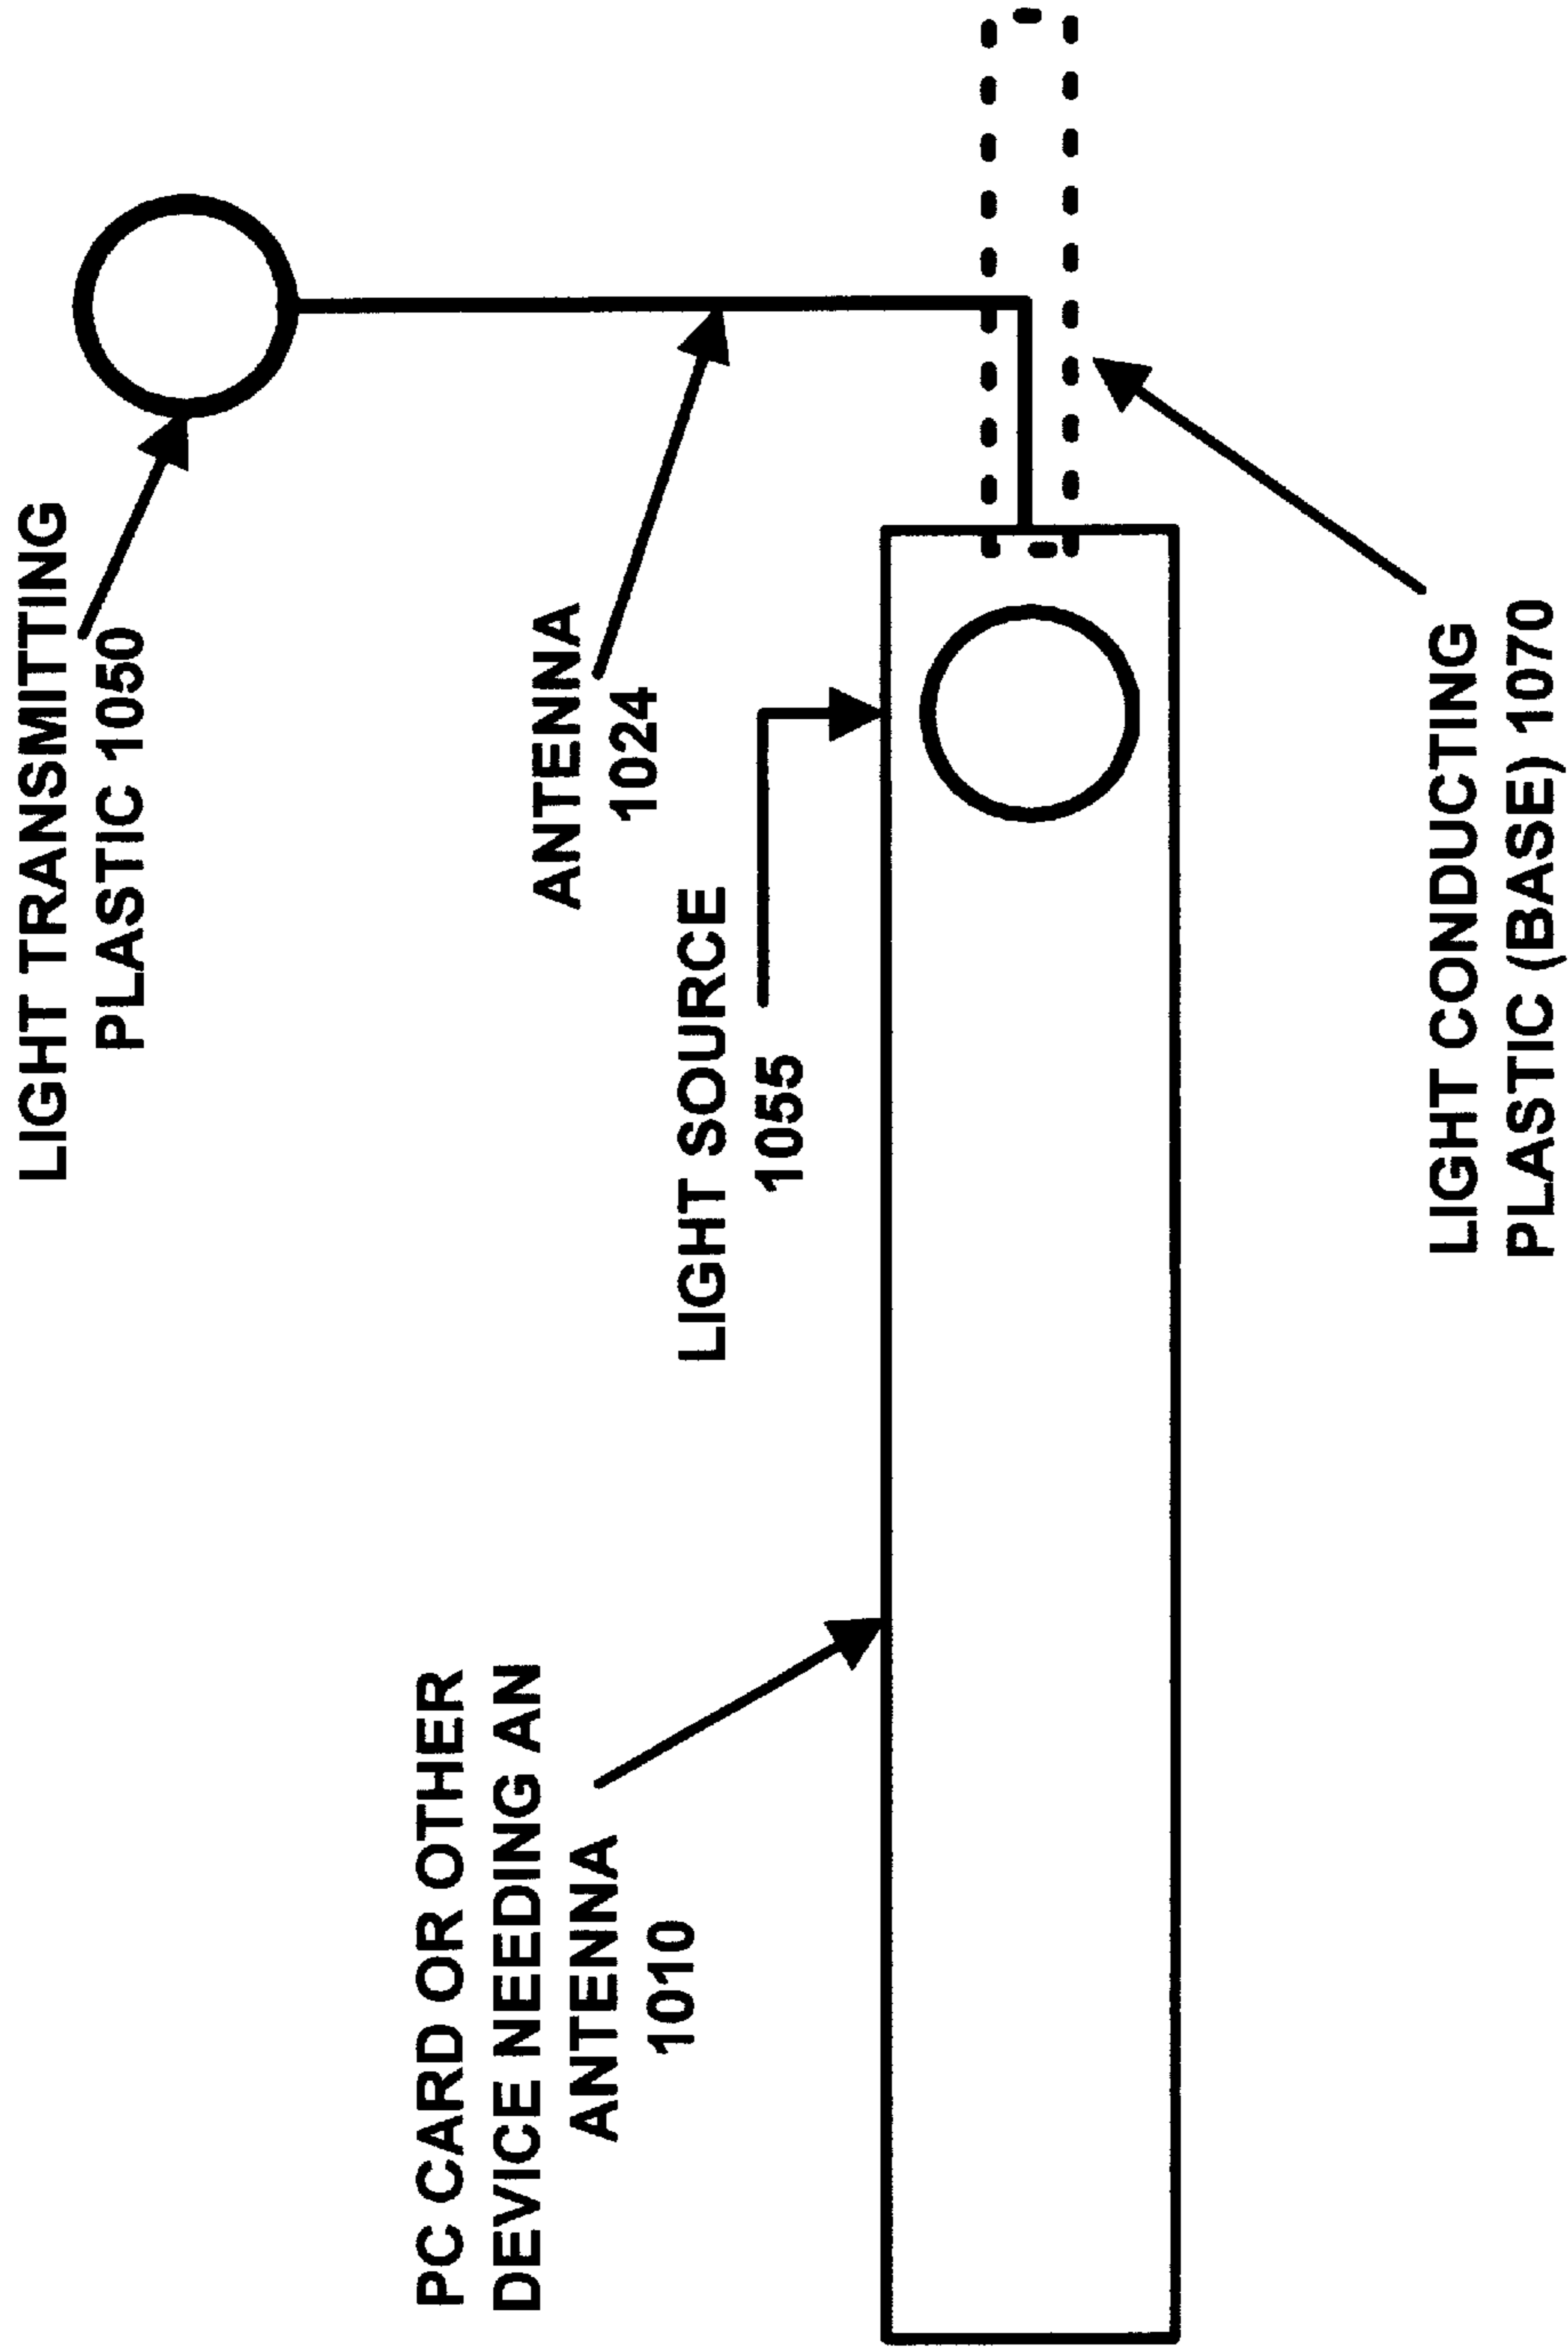 LIGHT TRANSMITTING
PLASTIC 1050
ANTENNA
1024
LIGHT SOURCE
1055
PC CARD OR OTHER
DEVICE NEEDING AN
ANTENNA
1010
LIGHT CONDUCTING
PLASTIC (BASE) 1070